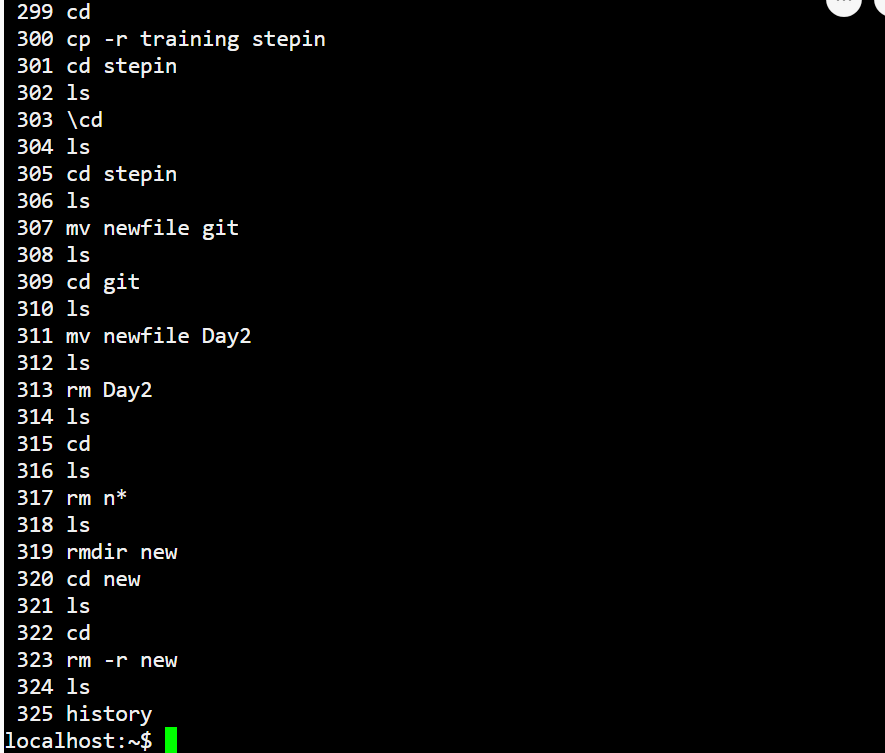 299 cd
300 cp -r training stepin
301 cd stepin
302 ls
303 \cd
304 ls
305 cd stepin
306 ls
307 mv newfile git
308 ls
309 cd git
310 ls
311 mv newfile Day2
312 ls
313 rm Day2
314 ls
315 cd
316 ls
317 rm n*
318 ls
319 rmdir new
320 cd new
321 ls
322 cd
323 rm -r new
324 ls
325 history
localhost:~$